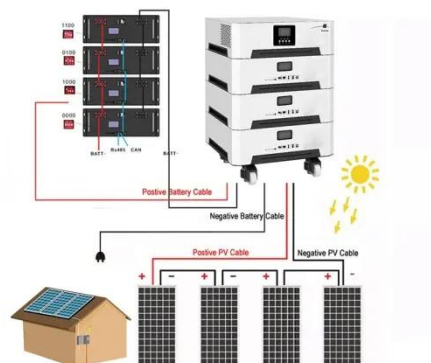 1100
0100
1000
0000
BATT-
Rs485
CAN
BATT-
Postive Battery Cable
Negative Battery Cable
Postive PV Cable
Negative PV Cable
+
-
+
-
+
+
-